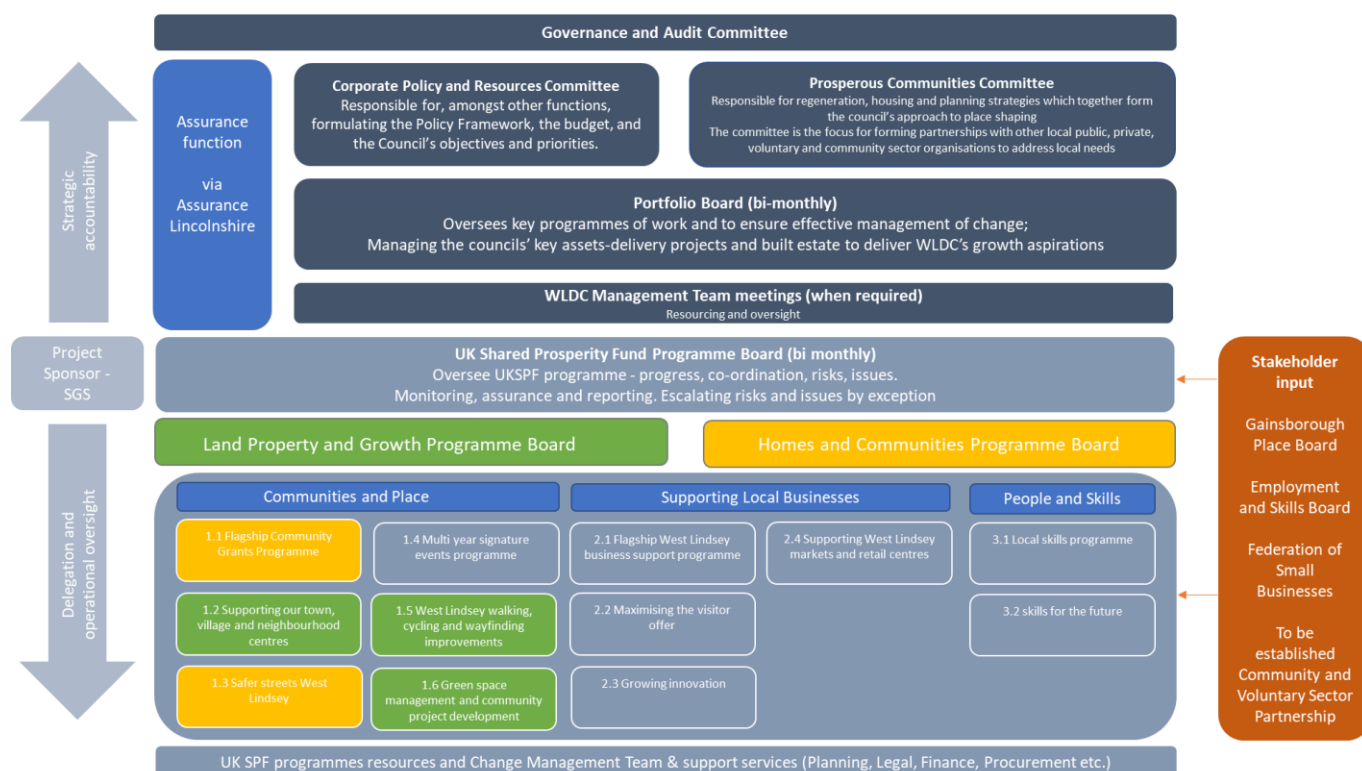 Governance and Audit Committee
Strategic
accountability
Assurance
function
via
Assurance
Lincolnshire
Corporate Policy and Resources Committee
Responsible for, amongst other functions,
formulating the Policy Framework, the budget, and
the Council's objectives and priorities.
Prosperous Communities Committee
Responsible for regeneration, housing and planning strategies which together form
the council's approach to place shaping
The committee is the focus for forming partnerships with other local public, private,
voluntary and community sector organisations to address local needs
Portfolio Board (bi-monthly)
Oversees key programmes of work and to ensure effective management of change;
Managing the councils' key assets-delivery projects and built estate to deliver WLDC's growth aspirations
WLDC Management Team meetings (when required)
Resourcing and oversight
Project
Sponsor -
SGS
UK Shared Prosperity Fund Programme Board (bi monthly)
Oversee UKSPF programme - progress, co-ordination, risks, issues.
Monitoring, assurance and reporting. Escalating risks and issues by exception
Land Property and Growth Programme Board
Homes and Communities Programme Board
Delegation and
operational oversight
Communities and Place
1.1 Flagship Community
Grants Programme
1.4 Multi year signature
events programme
1.2 Supporting our town,
village and neighbourhood
centres
1.5 West Lindsey walking,
cycling and wayfinding
improvements
1.3 Safer streets West
Lindsey
1.6 Green space
management and community
project development
Supporting Local Businesses
2.1 Flagship West Lindsey
business support programme
2.4 Supporting West Lindsey
markets and retail centres
2.2 Maximising the visitor
offer
2.3 Growing innovation
People and Skills
3.1 Local skills programme
3.2 skills for the future
Stakeholder
input
Gainsborough
Place Board
Employment
and Skills Board
Federation of
Small
Businesses
To be
established
Community and
Voluntary Sector
Partnership
UK SPF programmes resources and Change Management Team & support services (Planning, Legal, Finance, Procurement etc.)